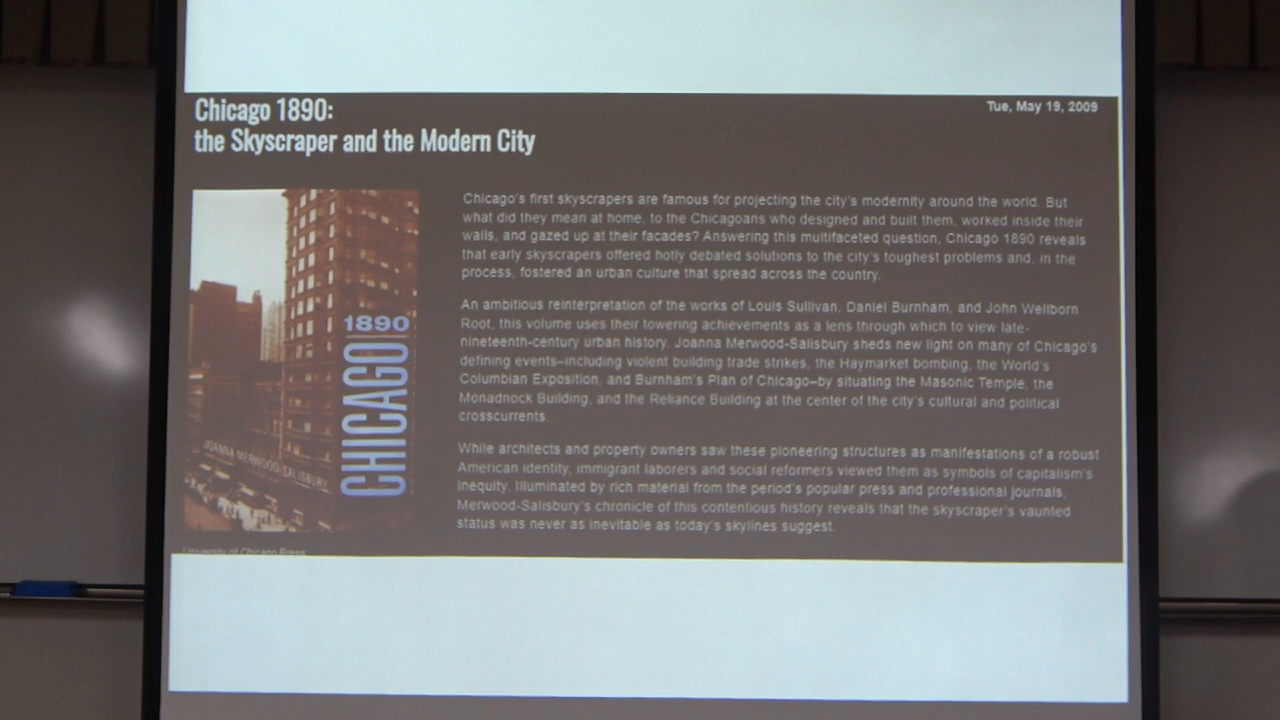 Chicago 1890:
the Skyscraper and the Modern City
Tue, May 19, 2009
1890
CHICAGO
JOANNA MERWOOD-SALISBURY
University of Chicago Press
Chicago's first skyscrapers are famous for projecting the city's modernity around the world. But
what did they mean at home, to the Chicagoans who designed and built them, worked inside their
walls, and gazed up at their facades? Answering this multifaceted question, Chicago 1890 reveals
that early skyscrapers offered hotly debated solutions to the city's toughest problems and, in the
process, fostered an urban culture that spread across the country.
An ambitious reinterpretation of the works of Louis Sullivan, Daniel Burnham, and John Wellborn
Root, this volume uses their towering achievements as a lens through which to view late-
nineteenth-century urban history. Joanna Merwood-Salisbury sheds new light on many of Chicago's
defining events–including violent building trade strikes, the Haymarket bombing, the World's
Columbian Exposition, and Burnham's Plan of Chicago–by situating the Masonic Temple, the
Monadnock Building, and the Reliance Building at the center of the city's cultural and political
crosscurrents.
While architects and property owners saw these pioneering structures as manifestations of a robust
American identity, immigrant laborers and social reformers viewed them as symbols of capitalism's
inequity. Illuminated by rich material from the period's popular press and professional journals,
Merwood-Salisbury's chronicle of this contentious history reveals that the skyscraper's vaunted
status was never as inevitable as today's skylines suggest.